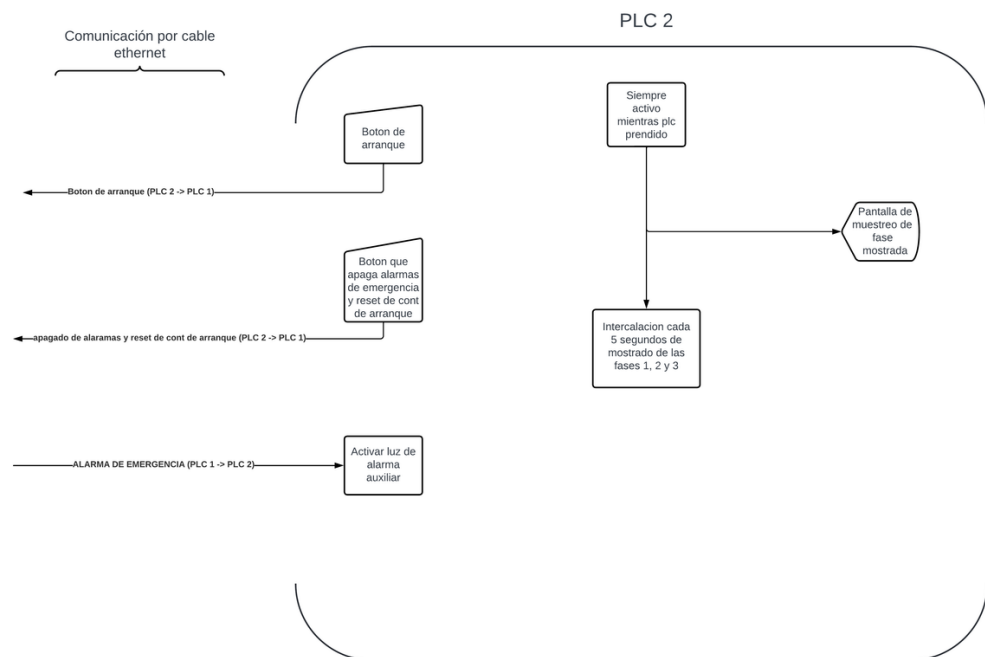 PLC 2
Comunicación por cable
ethernet
Boton de
arranque
Boton de arranque (PLC 2 -> PLC 1)
Boton que
apaga alarmas
de emergencia
y reset de cont
de arranque
apagado de alaramas y reset de cont de arranque (PLC 2 -> PLC 1)
ALARMA DE EMERGENCIA (PLC 1 -> PLC 2)
Activar luz de
alarma
auxiliar
Siempre
activo
mientras plc
prendido
Pantalla de
muestreo de
fase
mostrada
Intercalacion cada
5 segundos de
mostrado de las
fases 1, 2 y 3